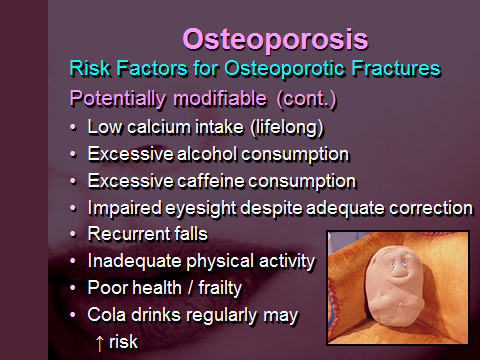 Osteoporosis
Risk Factors for Osteoporotic Fractures
Potentially modifiable (cont.)
• Low calcium intake (lifelong)
• Excessive alcohol consumption
• Excessive caffeine consumption
• Impaired eyesight despite adequate correction
• Recurrent falls
• Inadequate physical activity
• Poor health / frailty
• Cola drinks regularly may
↑ risk